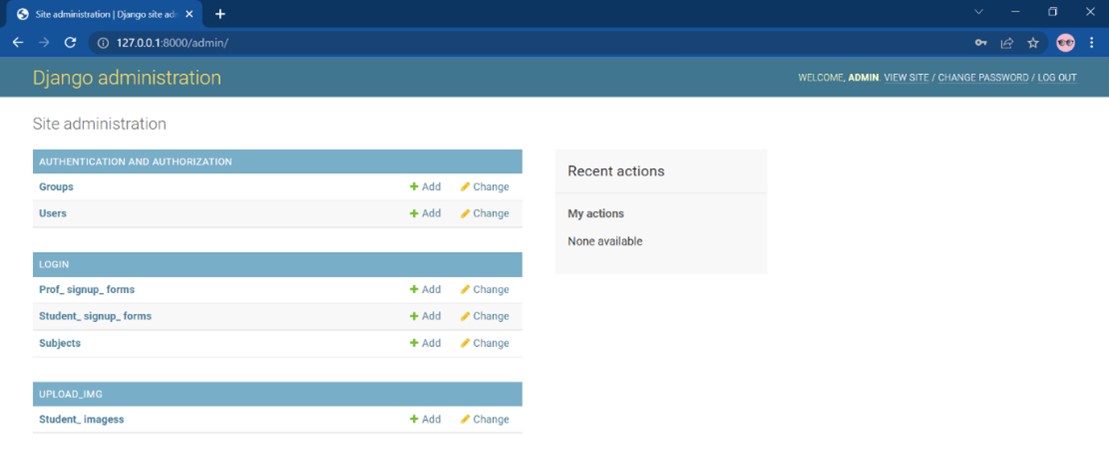 Site administration | Django site adm
127.0.0.1:8000/admin/
Django administration
WELCOME, ADMIN. VIEW SITE / CHANGE PASSWORD / LOG OUT
Site administration
AUTHENTICATION AND AUTHORIZATION
Groups Add Change
Users Add Change
LOGIN
Prof_ signup_ forms Add Change
Student_ signup_ forms Add Change
Subjects Add Change
UPLOAD_IMG
Student_ imagess Add Change
Recent actions
My actions
None available